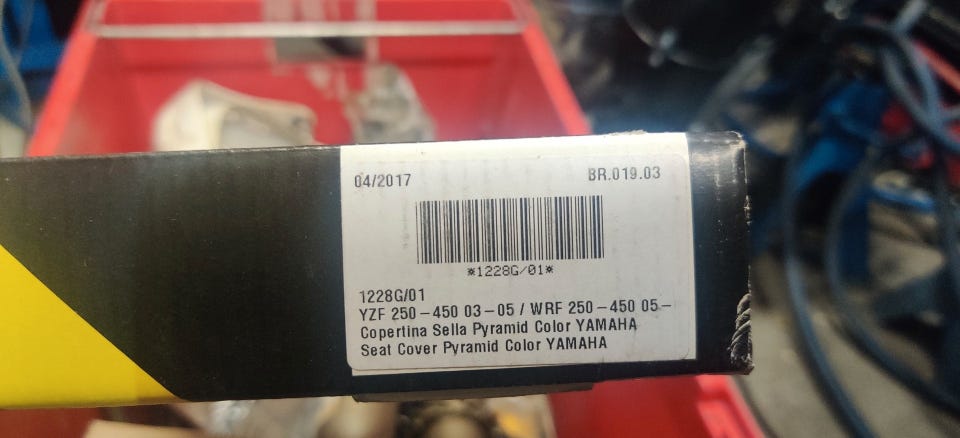 04/2017 BR.019.03
*1228G/01*
1228G/01
YZF 250-450 03-05 / WRF 250-450 05-
Copertina Sella Pyramid Color YAMAHA
Seat Cover Pyramid Color YAMAHA